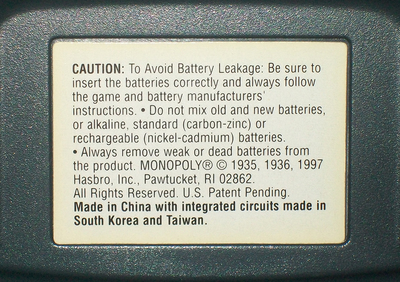 CAUTION: To Avoid Battery Leakage: Be sure to
insert the batteries correctly and always follow
the game and battery manufacturers'
instructions. • Do not mix old and new batteries,
or alkaline, standard (carbon-zinc) or
rechargeable (nickel-cadmium) batteries.
• Always remove weak or dead batteries from
the product. MONOPOLY® © 1935, 1936, 1997
Hasbro, Inc., Pawtucket, RI 02862.
All Rights Reserved. U.S. Patent Pending.
Made in China with integrated circuits made in
South Korea and Taiwan.